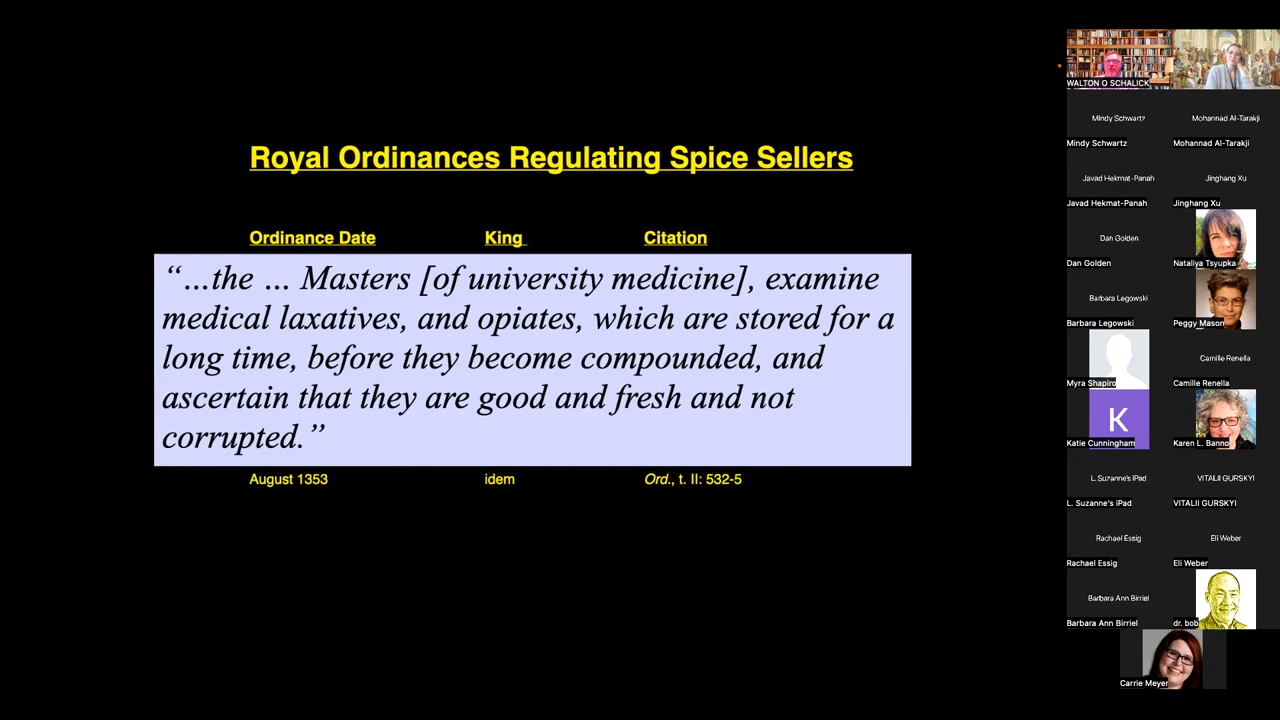 Royal Ordinances Regulating Spice Sellers
Ordinance Date King Citation
“...the ... Masters [of university medicine], examine
medical laxatives, and opiates, which are stored for a
long time, before they become compounded, and
ascertain that they are good and fresh and not
corrupted.”
August 1353 idem Ord., t. II: 532-5
WALTON O SCHALICK
Mindy Schwartz Mohannad Al-Tarakji
Mindy Schwartz Mohannad Al-Tarakji
Javad Hekmat-Panah Jinghang Xu
Javad Hekmat-Panah Jinghang Xu
Dan Golden
Dan Golden Nataliya Tsyupka
Barbara Legowski
Barbara Legowski Peggy Mason
Camille Renella
Myra Shapiro Camille Renella
K
Katie Cunningham Karen L. Banno
L. Suzanne's iPad VITALII GURSKYI
L. Suzanne's iPad VITALII GURSKYI
Rachael Essig Eli Weber
Rachael Essig Eli Weber
Barbara Ann Birriel
Barbara Ann Birriel dr. bob
Carrie Meyer